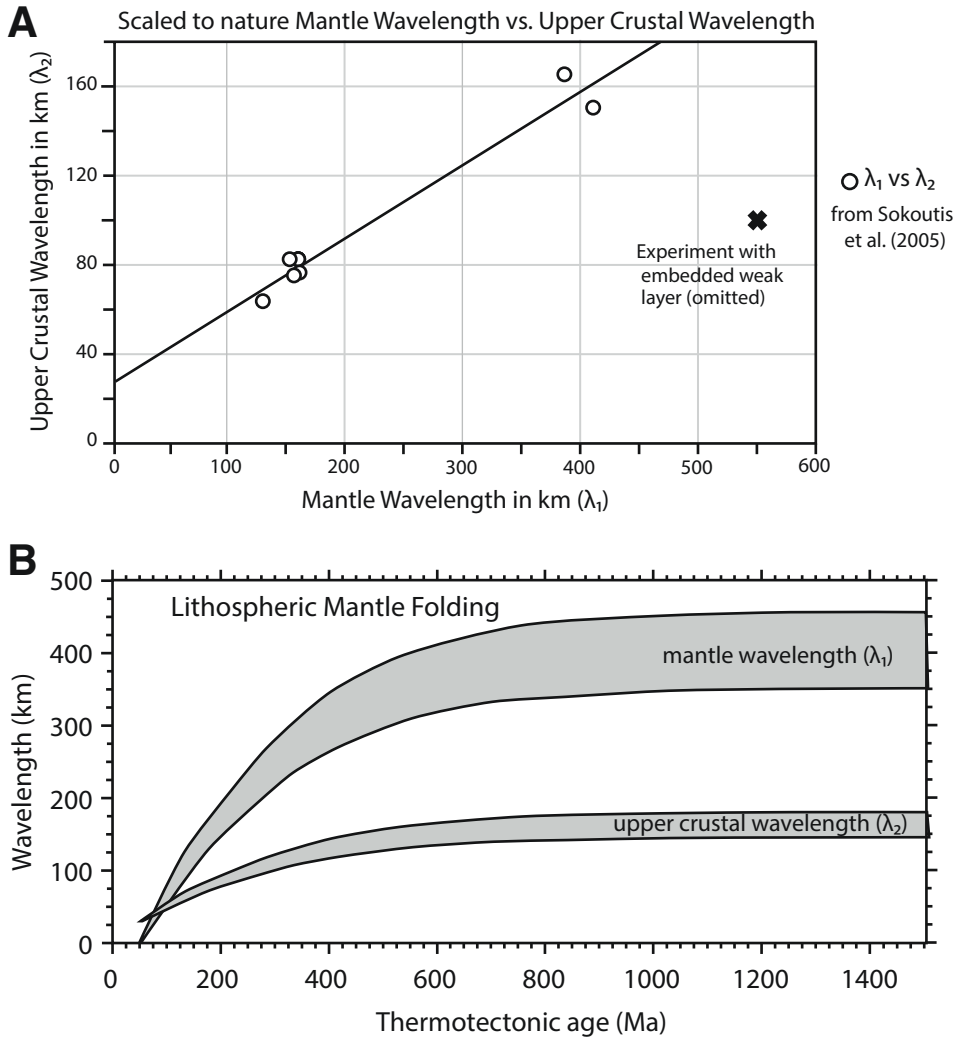 A
Scaled to nature Mantle Wavelength vs. Upper Crustal Wavelength
Upper Crustal Wavelength in km (λ₂)
160
120
80
40
0
0
100
200
300
400
500
600
Mantle Wavelength in km (λ₁)
Experiment with
embedded weak
layer (omitted)
λ₁ vs λ₂
from Sokoutis
et al. (2005)
B
Lithospheric Mantle Folding
Wavelength (km)
500
400
300
200
100
0
mantle wavelength (λ₁)
upper crustal wavelength (λ₂)
0
200
400
600
800
1000
1200
1400
Thermotectonic age (Ma)